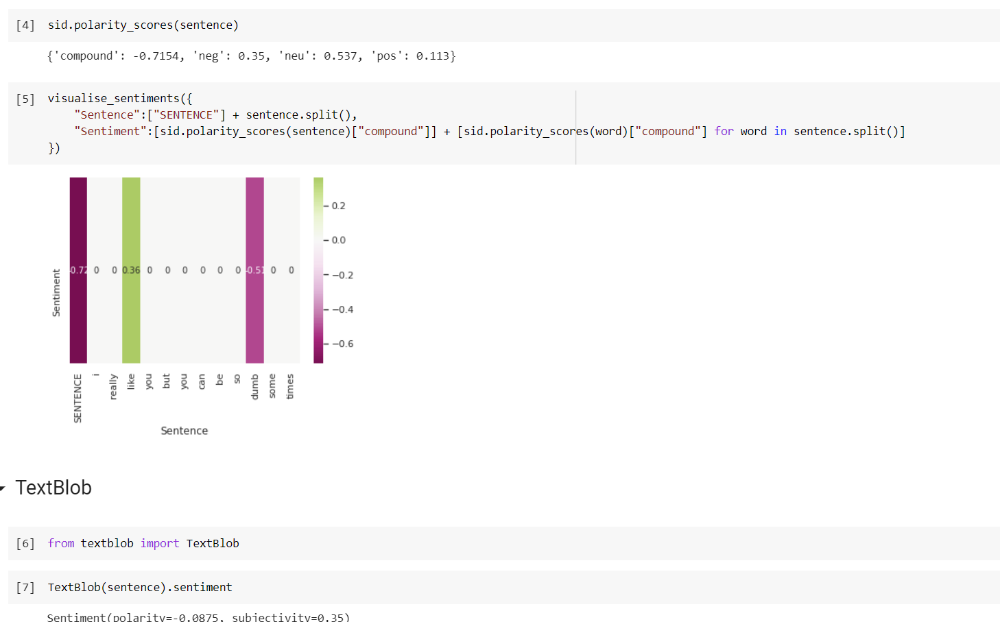 [4] sid.polarity_scores(sentence)
{'compound': -0.7154, 'neg': 0.35, 'neu': 0.537, 'pos': 0.113}
[5] visualise_sentiments({
"Sentence":["SENTENCE"] + sentence.split(),
"Sentiment":[sid.polarity_scores(sentence)["compound"]] + [sid.polarity_scores(word)["compound"] for word in sentence.split()]
})
0.2
0.0
−0.2
−0.4
−0.6
Sentiment
-0.72 0 0 0.36 0 0 0 0 0 0 -0.51 0 0
SENTENCE
i
really
like
you
but
you
can
be
so
dumb
some
times
Sentence
TextBlob
[6] from textblob import TextBlob
[7] TextBlob(sentence).sentiment
Sentiment(polarity=-0.0875, subjectivity=0.35)